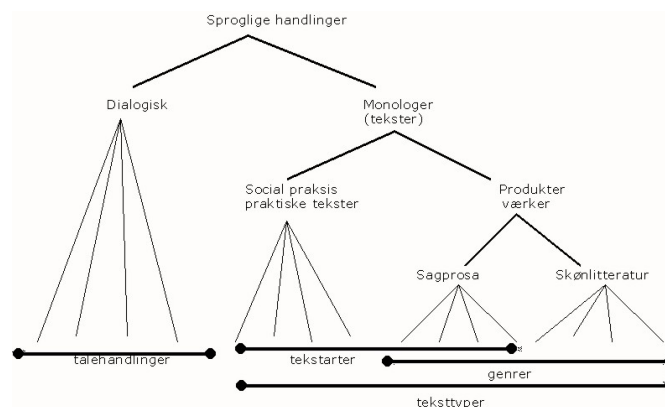 Sproglige handlinger
Dialogisk
Monologer
(tekster)
Social praksis
praktiske tekster
Produkter
værker
Sagprosa
Skønlitteratur
talehandlinger
tekstarter
genrer
teksttyper